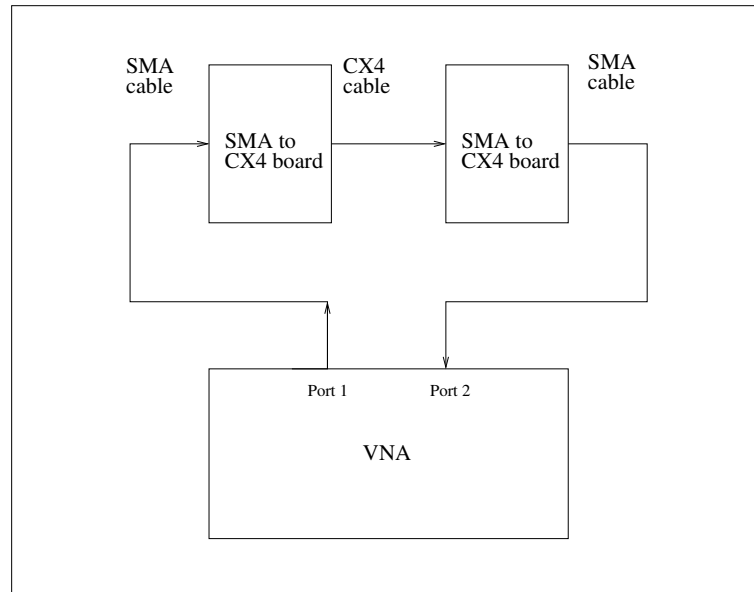 SMA
cable
CX4
cable
SMA
cable
SMA to
CX4 board
SMA to
CX4 board
Port 1
Port 2
VNA